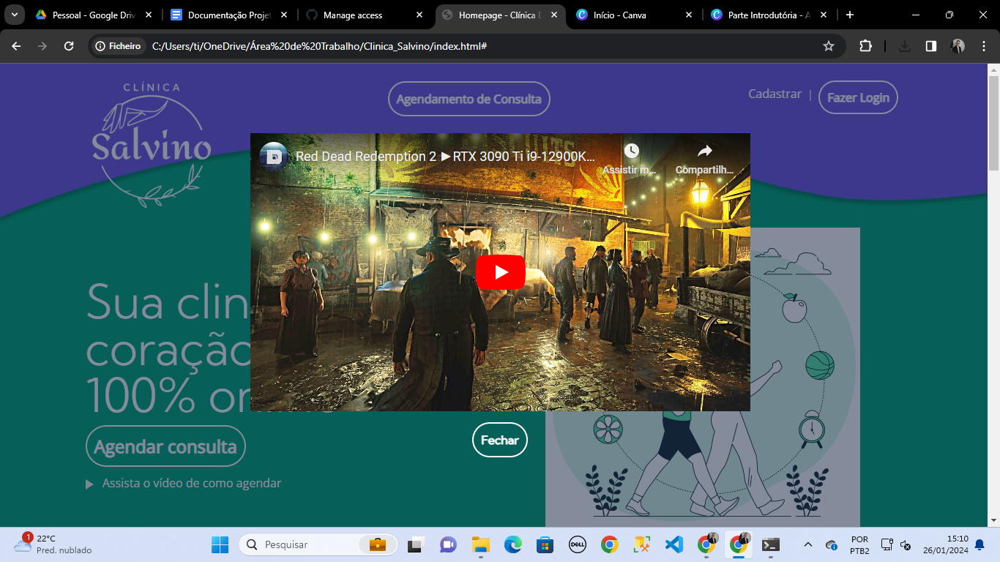 Pessoal - Google Driv
Documentação Projet
Manage access
Homepage - Clínica D
Início - Canva
Parte Introdutória - A
Ficheiro
C:/Users/ti/OneDrive/Área%20de%20Trabalho/Clinica_Salvino/index.html#
CLÍNICA
Salvino
Agendamento de Consulta
Cadastrar |
Fazer Login
Red Dead Redemption 2 ►RTX 3090 Ti i9-12900K...
Assistir m...
Compartilh...
Sua clin
coração
100% or
Agendar consulta
Assista o vídeo de como agendar
Fechar
1
22°C
Pred. nublado
Pesquisar
DELL
POR
PTB2
15:10
26/01/2024